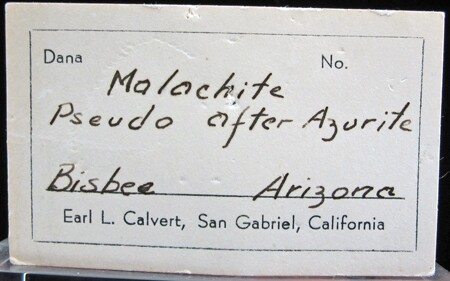 Dana No.
Malachite
Pseudo after Azurite
Bisbee Arizona
Earl L. Calvert, San Gabriel, California